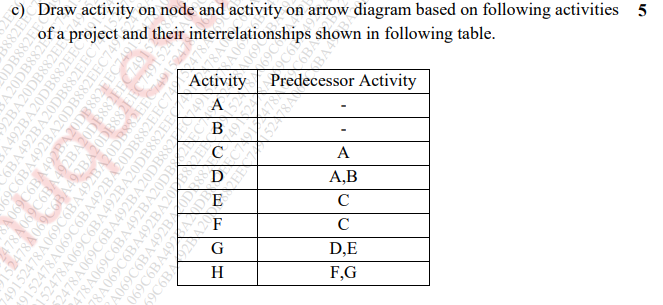 c) Draw activity on node and activity on arrow diagram based on following activities 5
of a project and their interrelationships shown in following table.
Activity Predecessor Activity
A -
B -
C A
D A,B
E C
F C
G D,E
H F,G